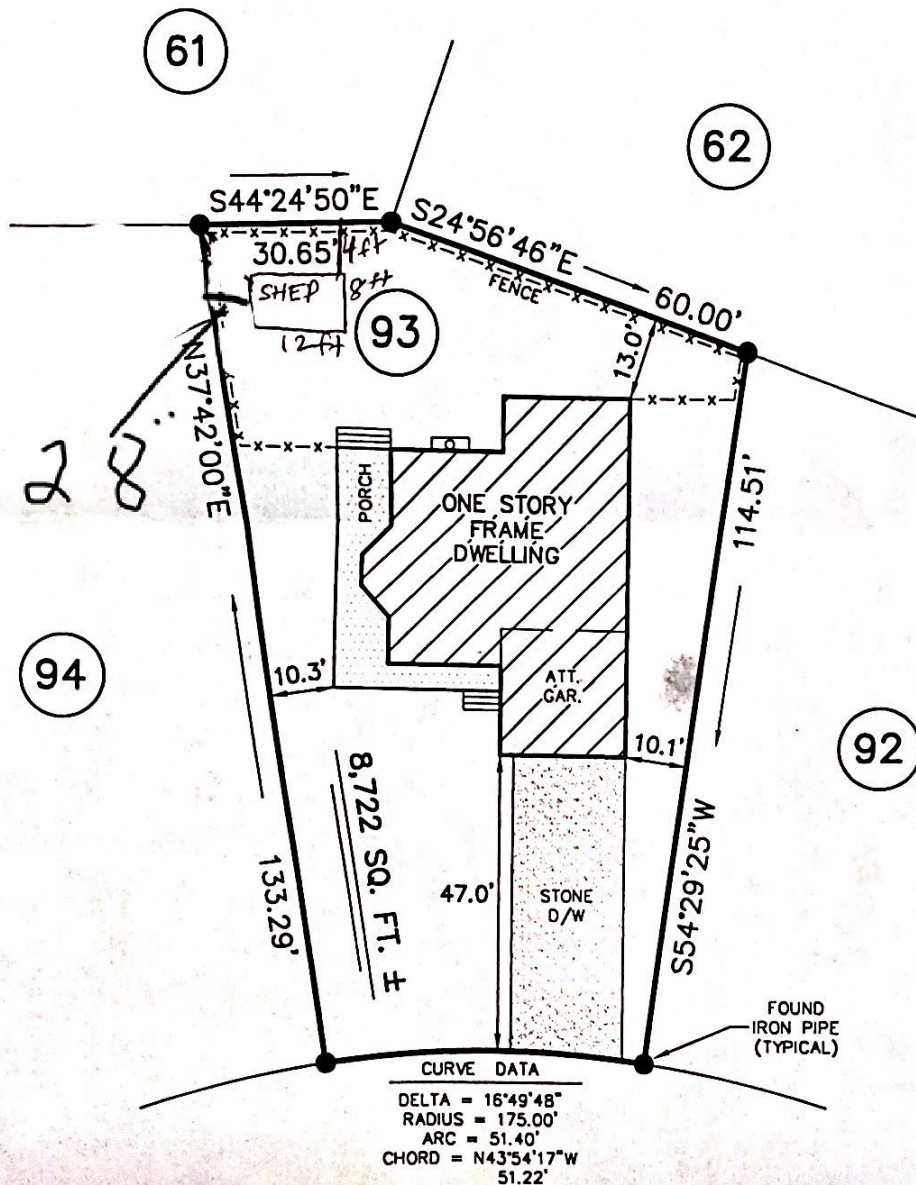 61
62
S44°24'50"E
S24°56'46"E
30.65'
4ft
FENCE
60.00'
SHED
8ft
12ft
93
13.0'
N37°42'00"E
28"
PORCH
ONE STORY
FRAME
DWELLING
114.51'
94
10.3'
ATT.
GAR.
10.1'
92
8,722 SQ. FT. ±
133.29'
47.0'
STONE
D/W
S54°29'25"W
FOUND
IRON PIPE
(TYPICAL)
CURVE DATA
DELTA = 16°49'48"
RADIUS = 175.00'
ARC = 51.40'
CHORD = N43°54'17"W
51.22'